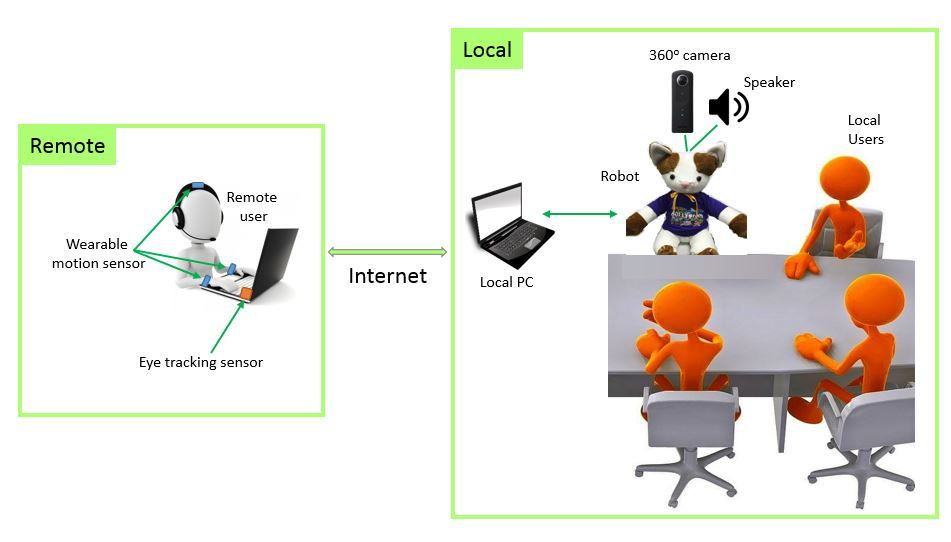 Remote
Remote
user
Wearable
motion sensor
Eye tracking sensor
Internet
Local
360° camera
Speaker
Local
Users
Robot
Local PC